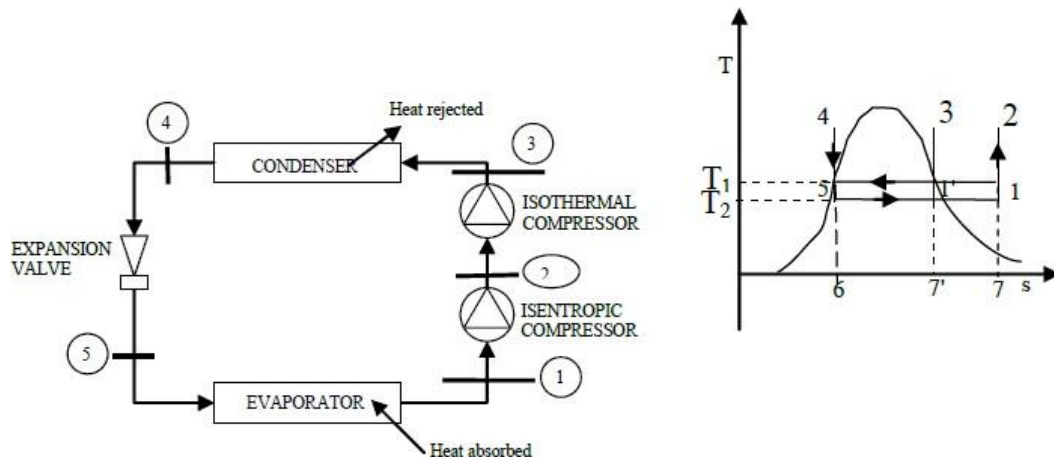 Heat rejected
4
CONDENSER
3
ISOTHERMAL
COMPRESSOR
EXPANSION
VALVE
2
ISENTROPIC
COMPRESSOR
5
1
EVAPORATOR
Heat absorbed
T
4 3 2
T1
5 1' 1
T2
6 7' 7 s